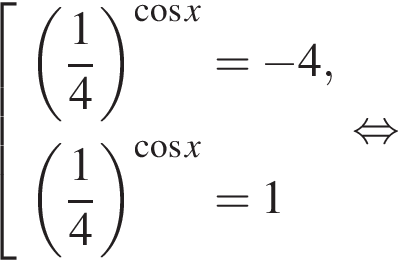 [ (1/4)^{cos x} = −4,
(1/4)^{cos x} = 1 ⇔